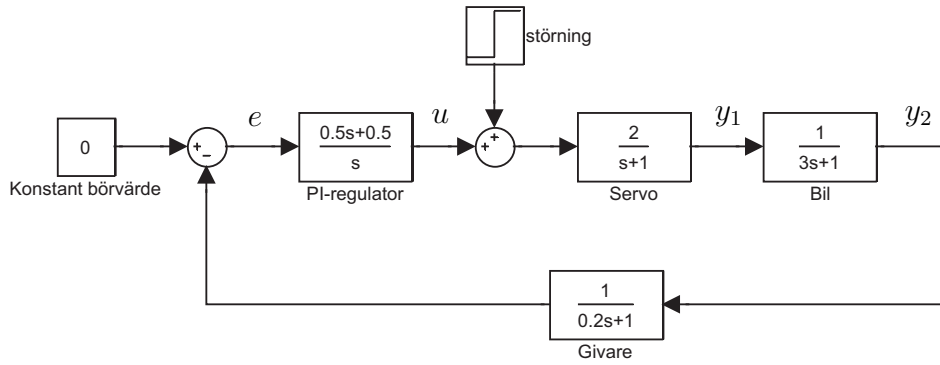 störning
e
u
y₁
y₂
0
+
−
0.5s+0.5
s
+
+
2
s+1
1
3s+1
Konstant börvärde
PI-regulator
Servo
Bil
1
0.2s+1
Givare